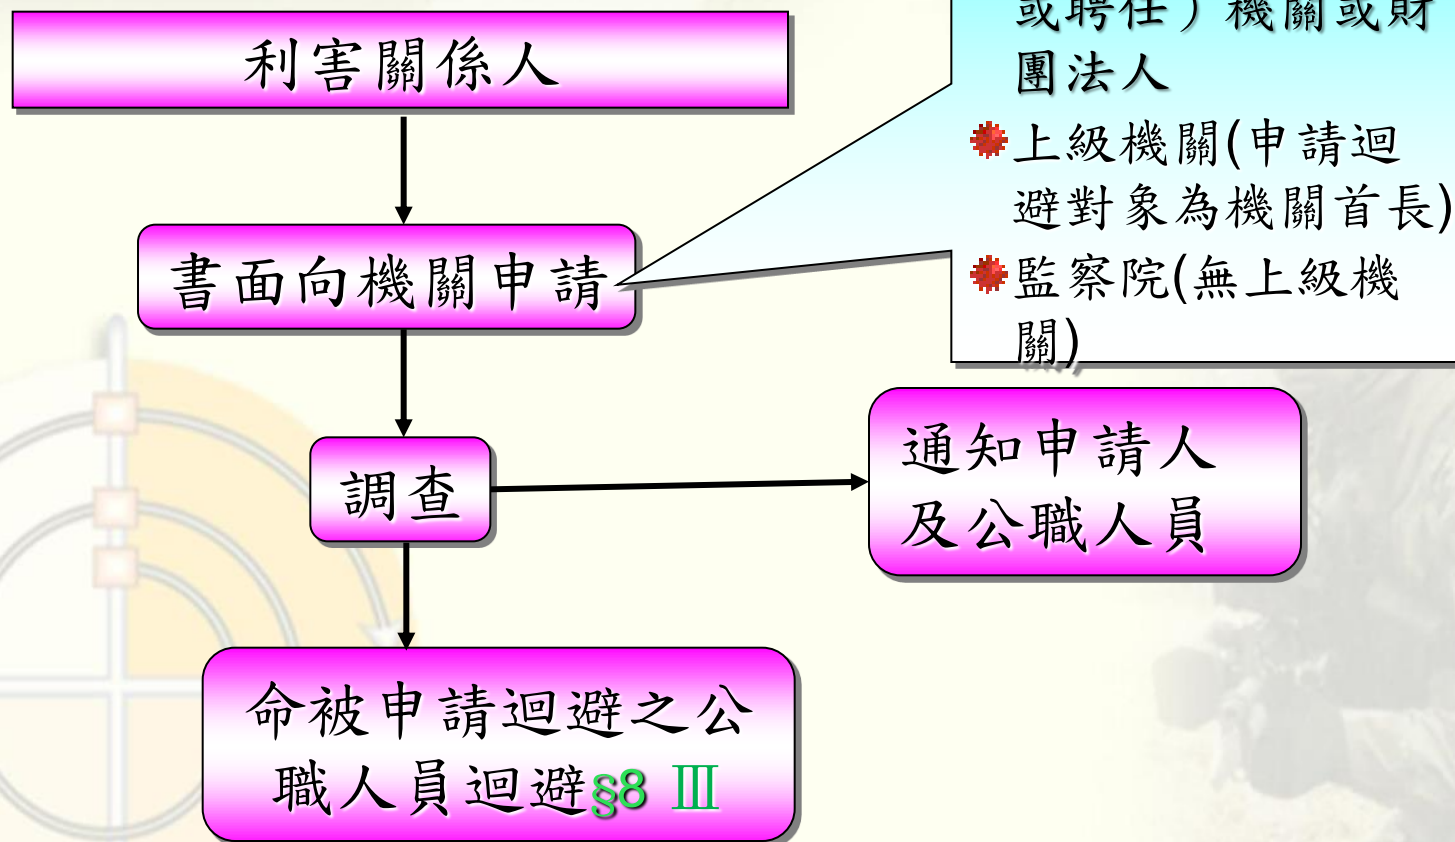 利害關係人
書面向機關申請
或聘任）機關或財
團法人
上級機關(申請迴
避對象為機關首長)
監察院(無上級機
關)
調查
通知申請人
及公職人員
命被申請迴避之公
職人員迴避§8 Ⅲ